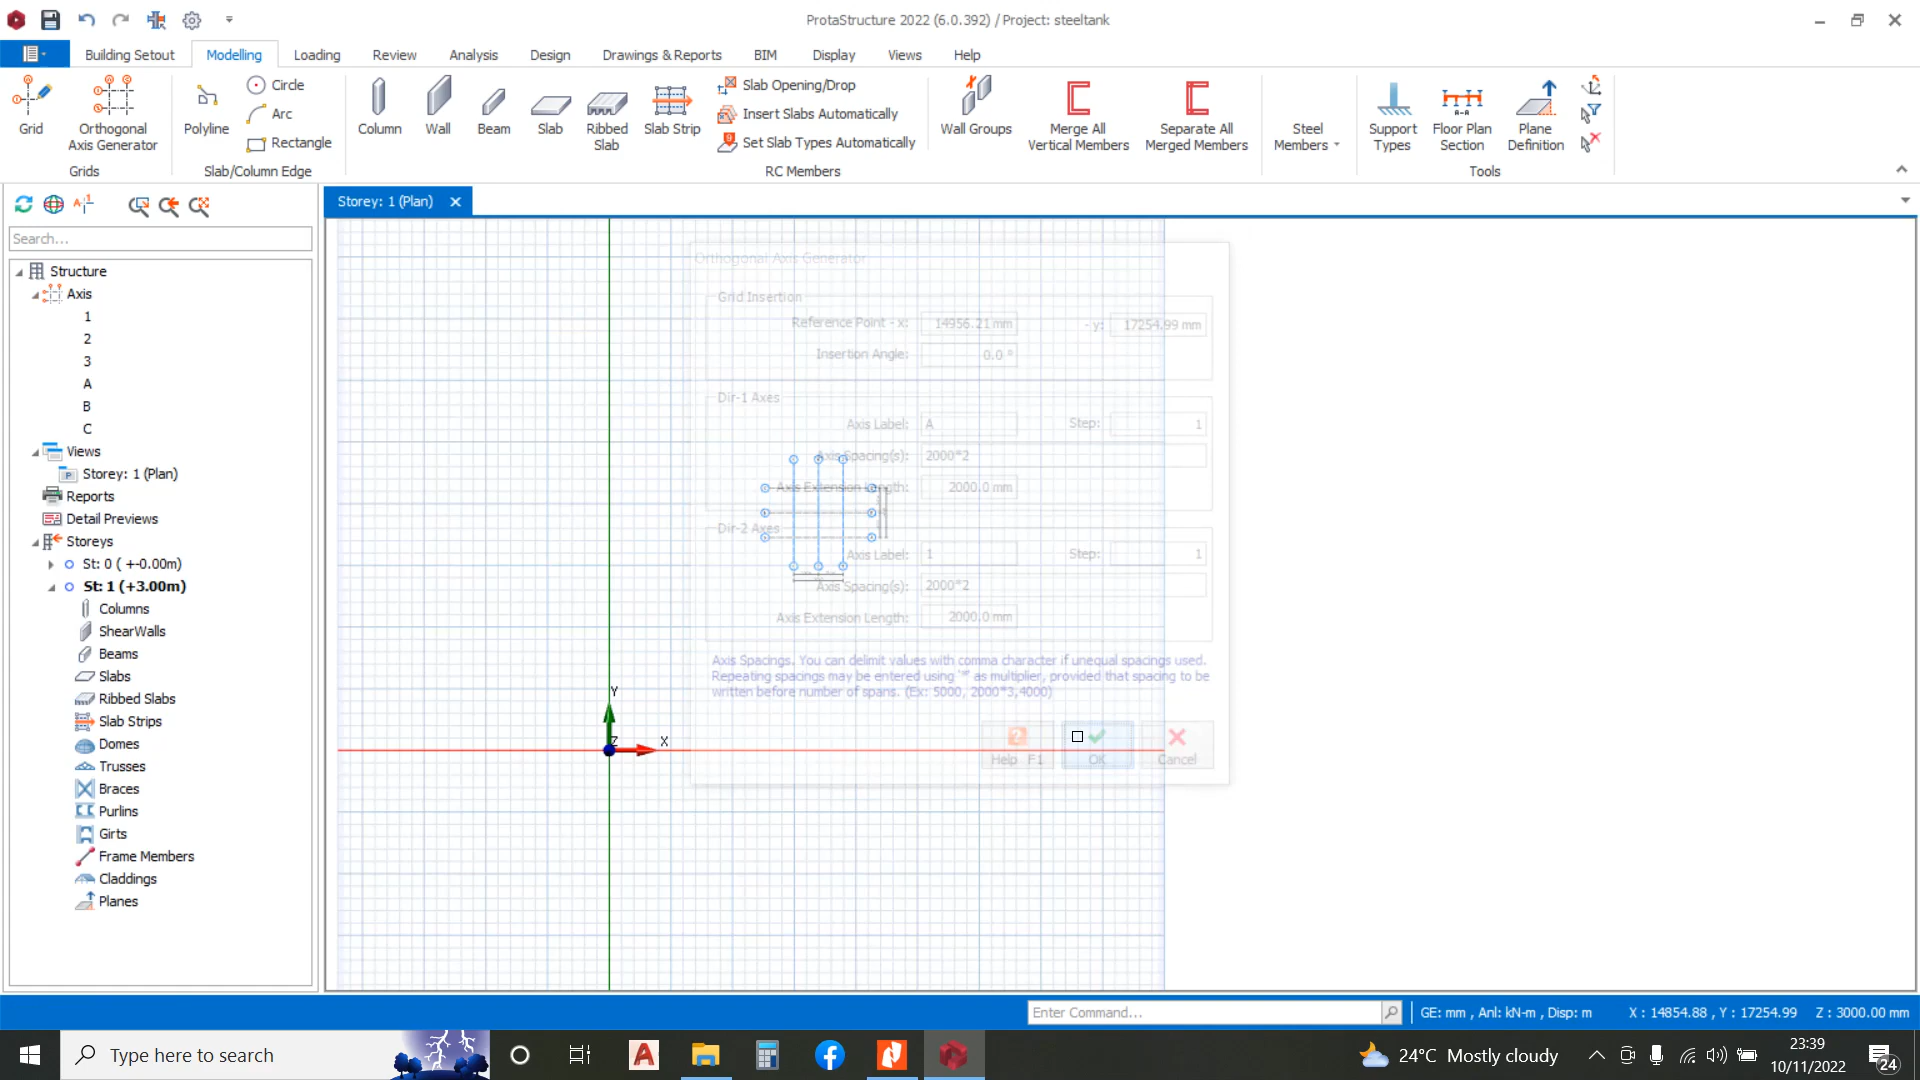 ProtaStructure 2022 (6.0.392) / Project: steeltank
Building Setout Modelling Loading Review Analysis Design Drawings & Reports BIM Display Views Help
Grid
Orthogonal Axis Generator
Grids
Polyline
Circle
Arc
Rectangle
Slab/Column Edge
Column
Wall
Beam
Slab
Ribbed Slab
Slab Strip
Slab Opening/Drop
Insert Slabs Automatically
Set Slab Types Automatically
RC Members
Wall Groups
Merge All Vertical Members
Separate All Merged Members
Steel Members
Support Types
Floor Plan Section
Plane Definition
Tools
Search...
Structure
Axis
1
2
3
A
B
C
Views
Storey: 1 (Plan)
Reports
Detail Previews
Storeys
St: 0 ( +-0.00m)
St: 1 (+3.00m)
Columns
ShearWalls
Beams
Slabs
Ribbed Slabs
Slab Strips
Domes
Trusses
Braces
Purlins
Girts
Frame Members
Claddings
Planes
Storey: 1 (Plan)
Orthogonal Axis Generator
Grid Insertion
Reference Point - x: 14956.21 mm - y: 17254.99 mm
Insertion Angle: 0.0 °
Dir-1 Axes
Axis Label: A Step: 1
Axis Spacing(s): 2000*2
Axis Extension Length: 2000.0 mm
Dir-2 Axes
Axis Label: 1 Step: 1
Axis Spacing(s): 2000*2
Axis Extension Length: 2000.0 mm
Axis Spacings. You can delimit values with comma character if unequal spacings used.
Repeating spacings may be entered using '*' as multiplier, provided that spacing to be
written before number of spans. (Ex: 5000, 2000*3,4000)
Help F1 OK Cancel
Y
Z
X
Enter Command...
GE: mm , Anl: kN-m , Disp: m X : 14854.88 , Y : 17254.99 Z : 3000.00 mm
Type here to search
24°C Mostly cloudy
23:39
10/11/2022
24